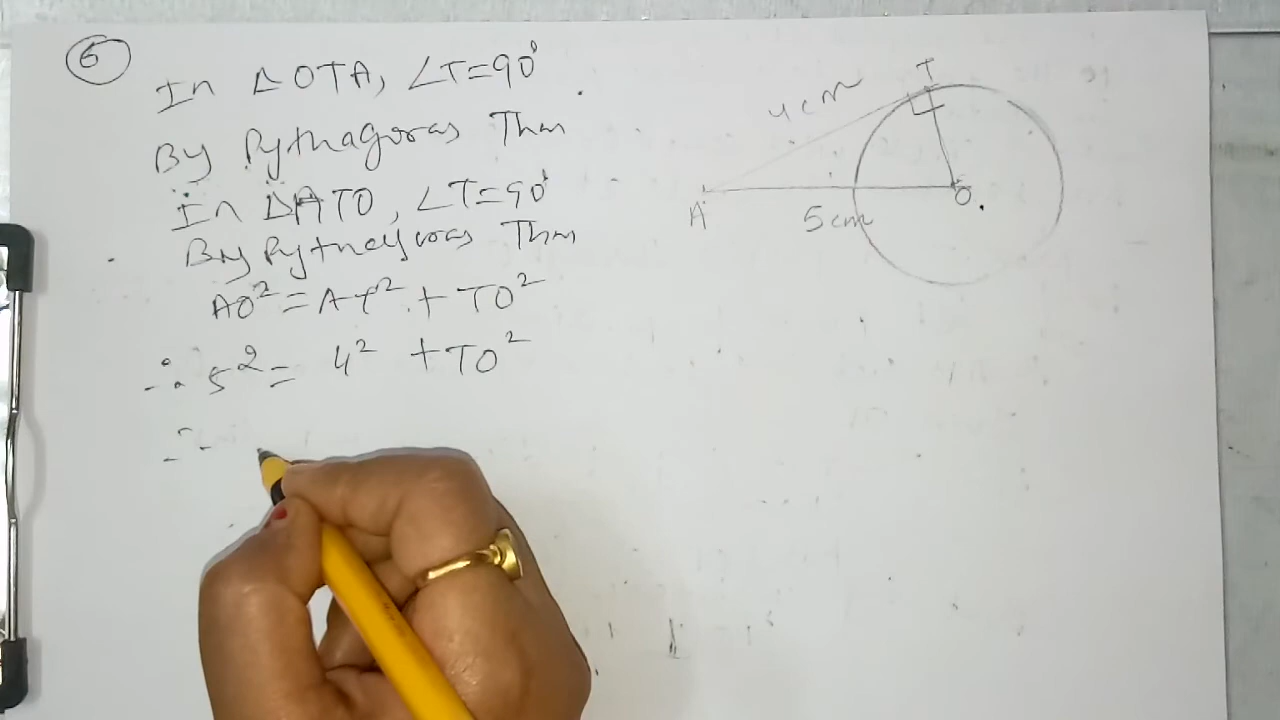 6
In △OTA, ∠T=90°
By Pythagoras Thm
In △ATO, ∠T=90°
By Pythagoras Thm
AO² = AT² + TO²
∴ 5² = 4² + TO²
∴
T
4cm
A
5cm
O